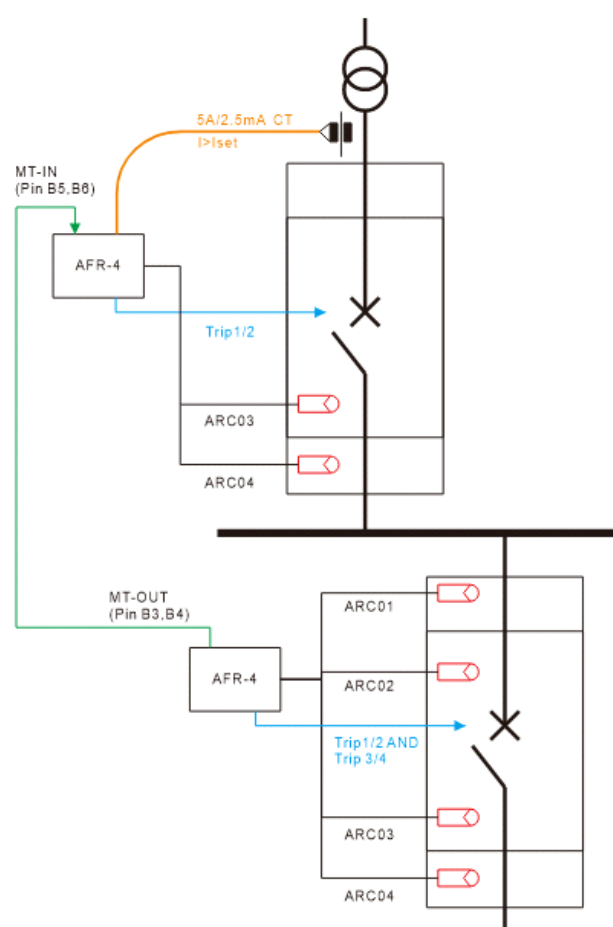 5A/2.5mA CT
I>Iset
MT-IN
(Pin B5,B6)
AFR-4
Trip1/2
ARC03
ARC04
MT-OUT
(Pin B3,B4)
ARC01
AFR-4
ARC02
Trip1/2 AND
Trip 3/4
ARC03
ARC04